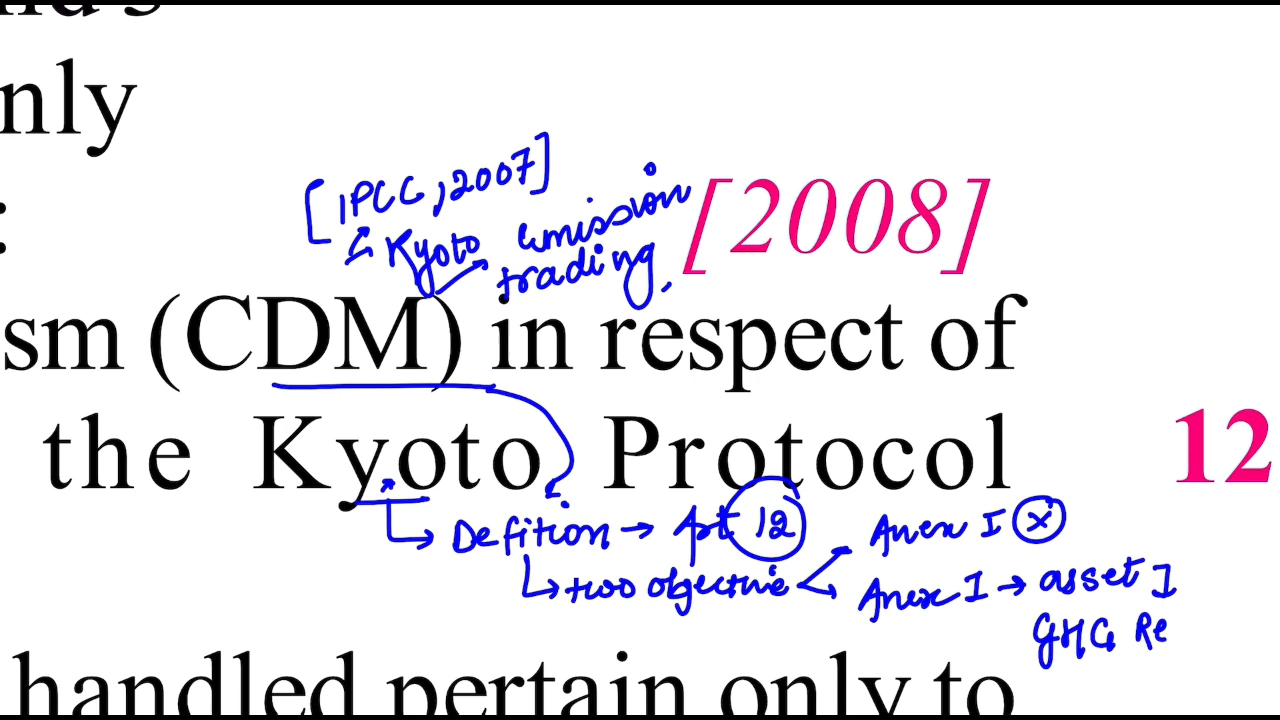 nly
[IPCC, 2007]
Kyoto emission
trading.
[2008]
:
sm (CDM) in respect of
the Kyoto Protocol 12
Defition → Art 12 Anex I x
two objective Anex I → asset I
GHG Re
handled pertain only to